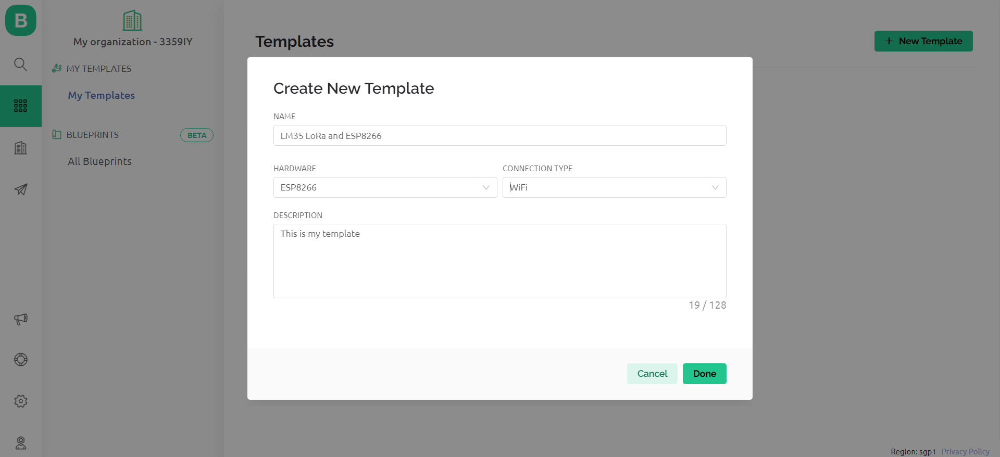 B
My organization - 3359IY
MY TEMPLATES
My Templates
BLUEPRINTS
BETA
All Blueprints
Templates
+ New Template
Create New Template
NAME
LM35 LoRa and ESP8266
HARDWARE
CONNECTION TYPE
ESP8266
WiFi
DESCRIPTION
This is my template
19 / 128
Cancel
Done
Region: sgp1 Privacy Policy